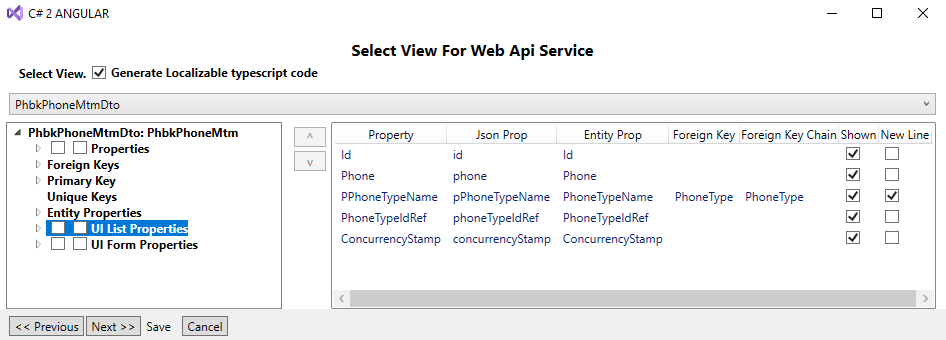 C# 2 ANGULAR
Select View For Web Api Service
Select View. Generate Localizable typescript code
PhbkPhoneMtmDto
PhbkPhoneMtmDto: PhbkPhoneMtm
Properties
Foreign Keys
Primary Key
Unique Keys
Entity Properties
UI List Properties
UI Form Properties
Property Json Prop Entity Prop Foreign Key Foreign Key Chain Shown New Line
Id id Id
Phone phone Phone
PPhoneTypeName pPhoneTypeName PhoneTypeName PhoneType PhoneType
PhoneTypeIdRef phoneTypeIdRef PhoneTypeIdRef
ConcurrencyStamp concurrencyStamp ConcurrencyStamp
<< Previous Next >> Save Cancel